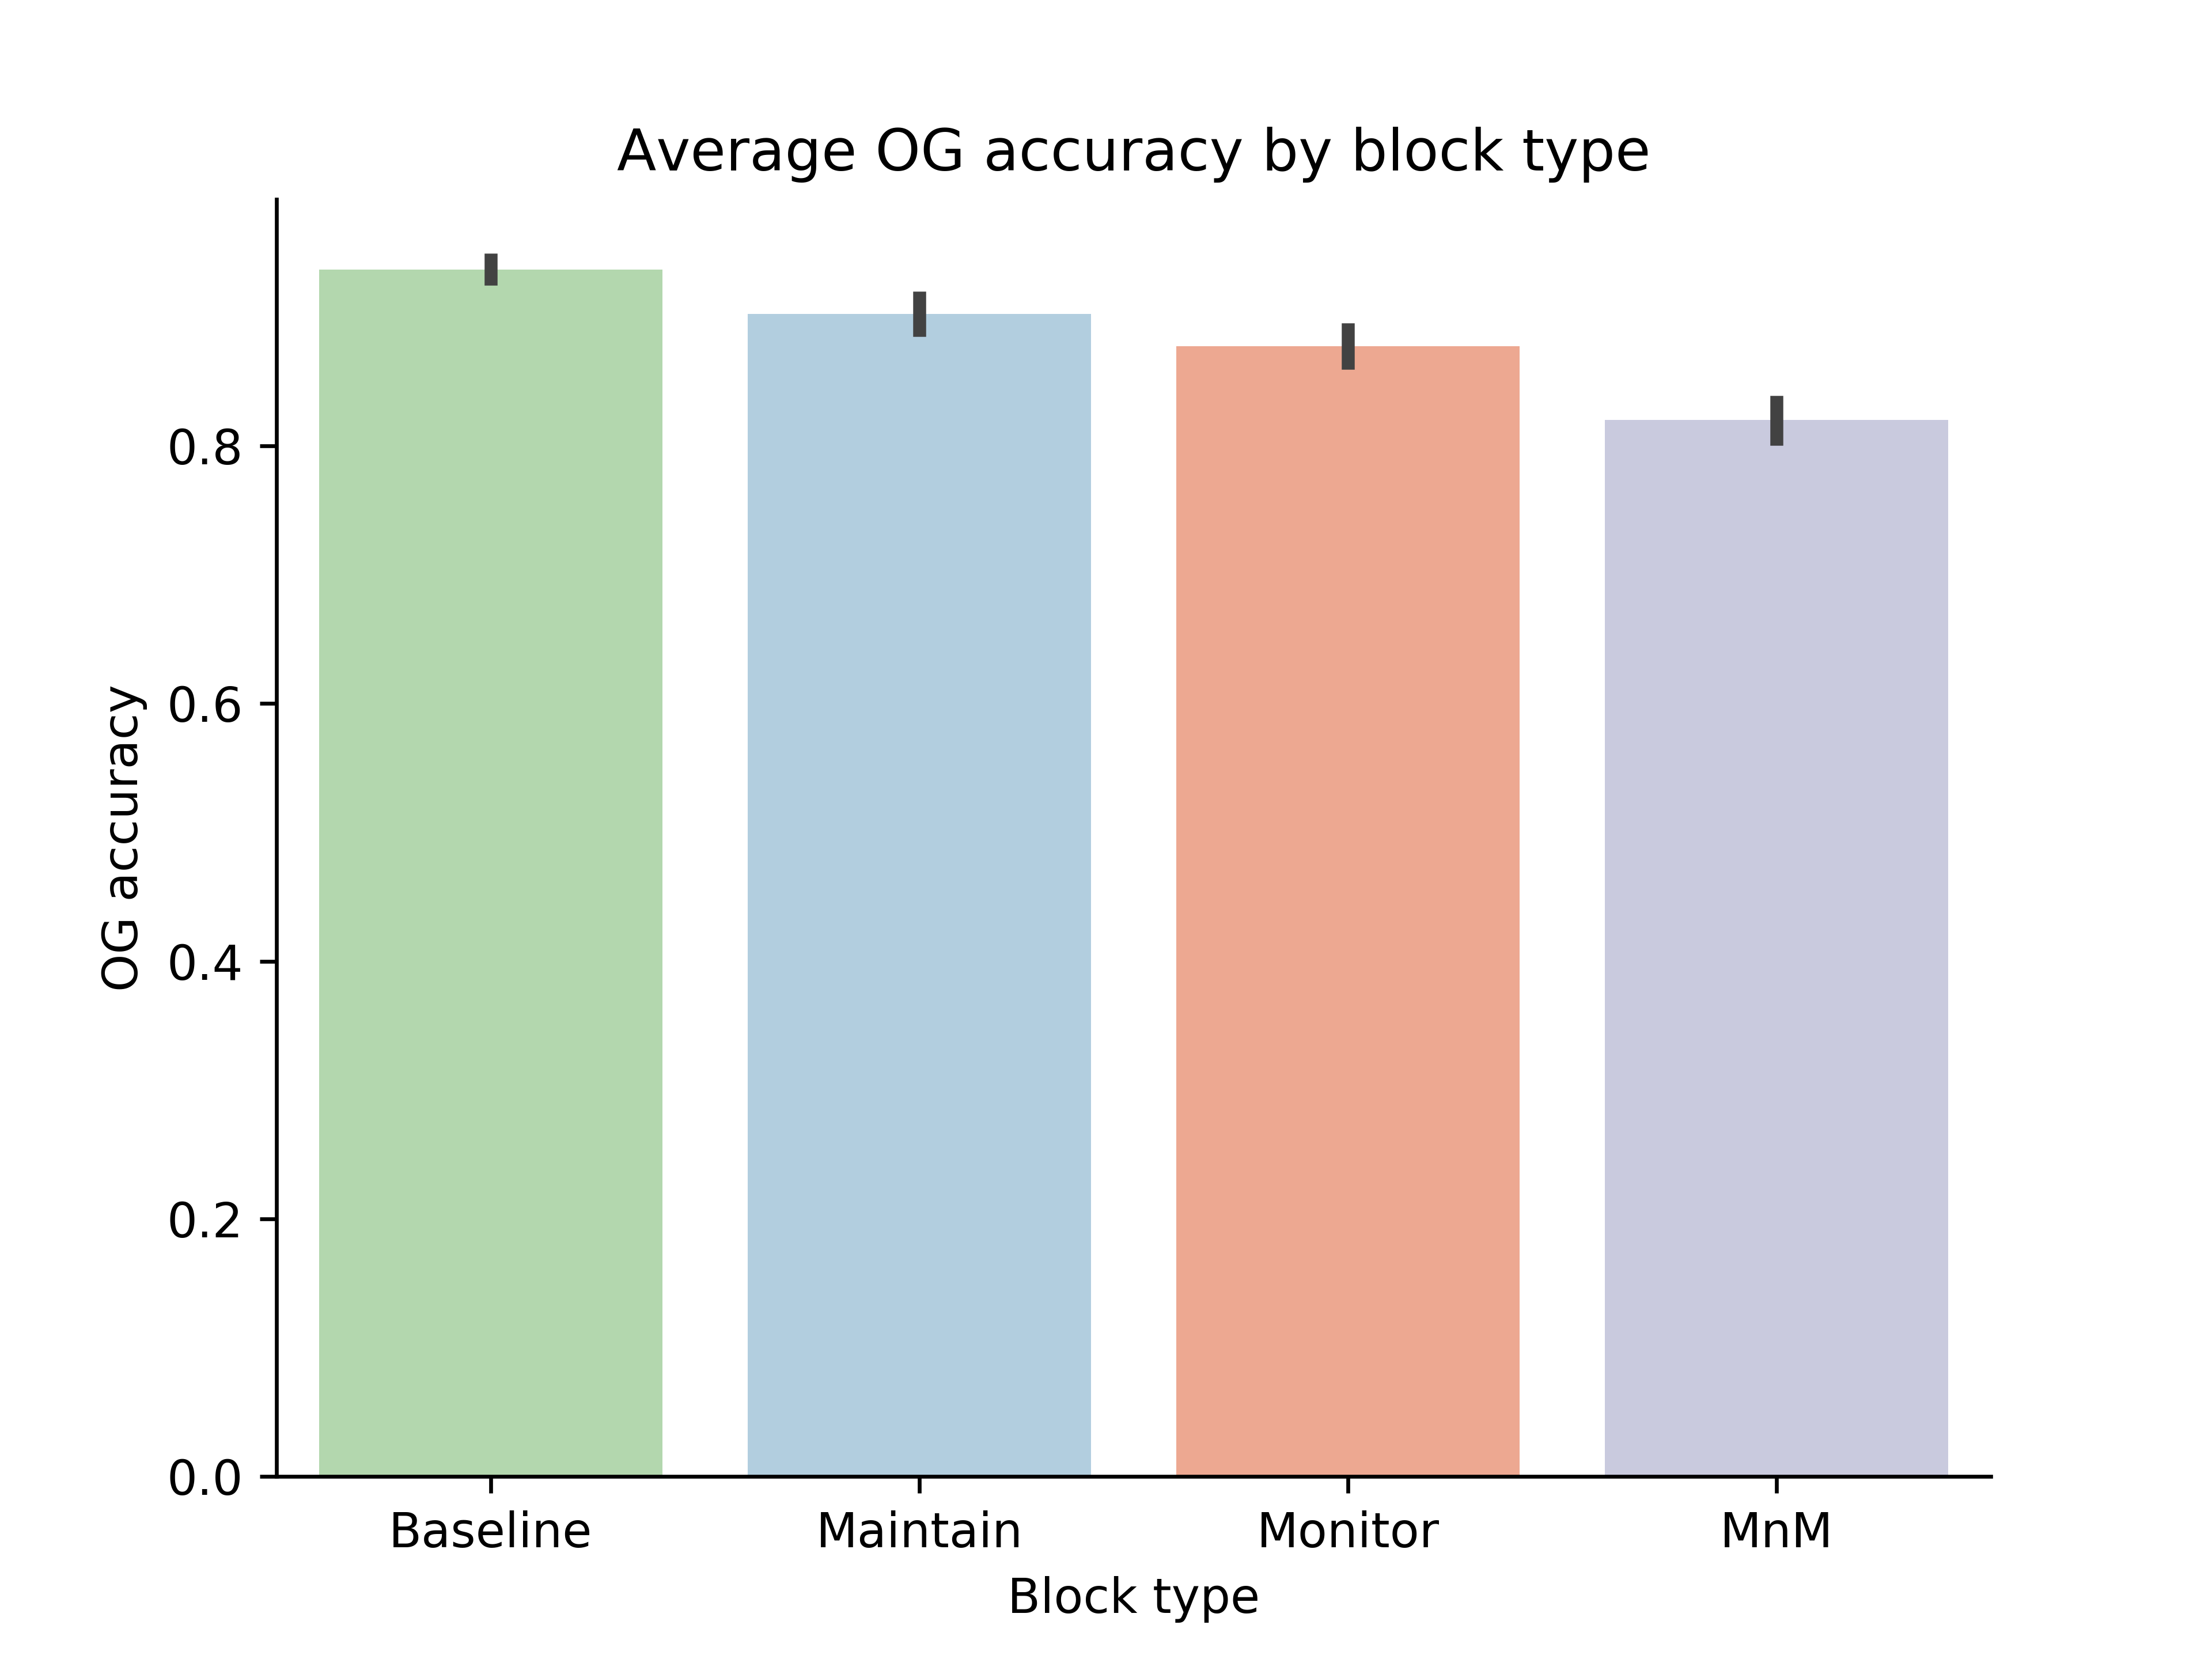 Average OG accuracy by block type
OG accuracy
0.8
0.6
0.4
0.2
0.0
Baseline Maintain Monitor MnM
Block type